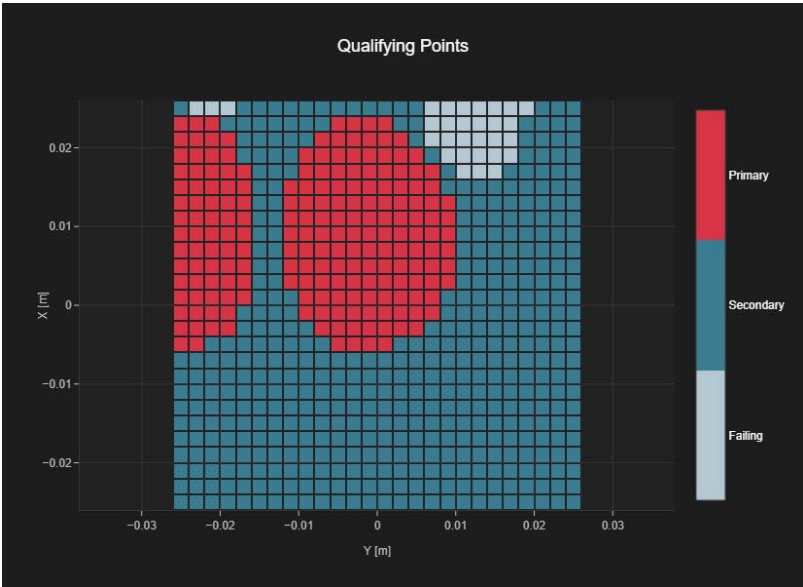 Qualifying Points
0.02
0.01
0
−0.01
−0.02
X [m]
−0.03
−0.02
−0.01
0
0.01
0.02
0.03
Y [m]
Primary
Secondary
Failing